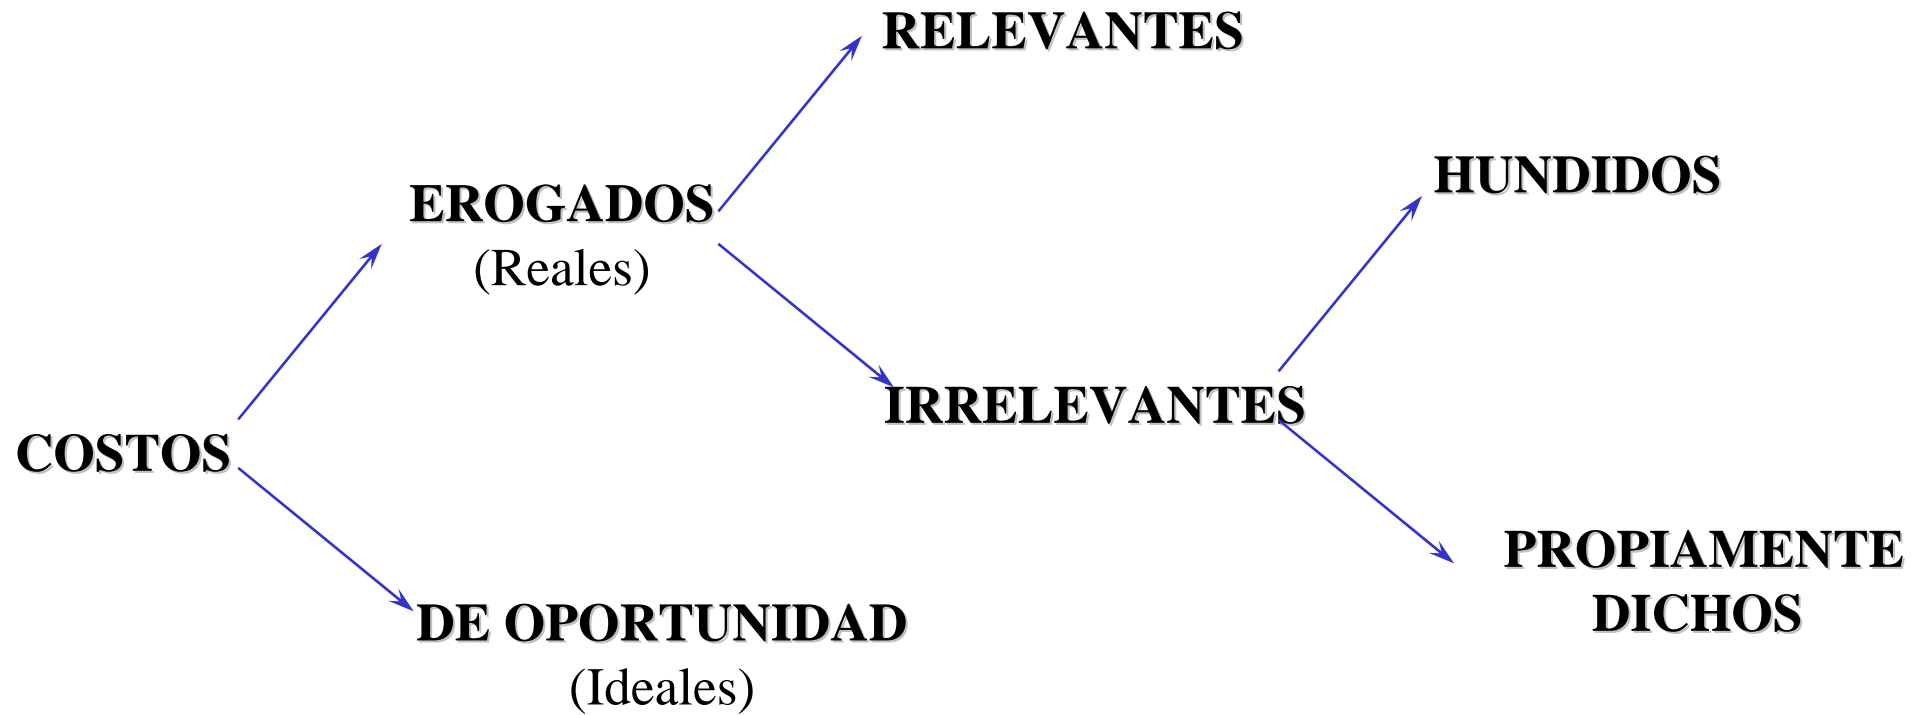 RELEVANTES
HUNDIDOS
EROGADOS
(Reales)
IRRELEVANTES
COSTOS
PROPIAMENTE
DICHOS
DE OPORTUNIDAD
(Ideales)